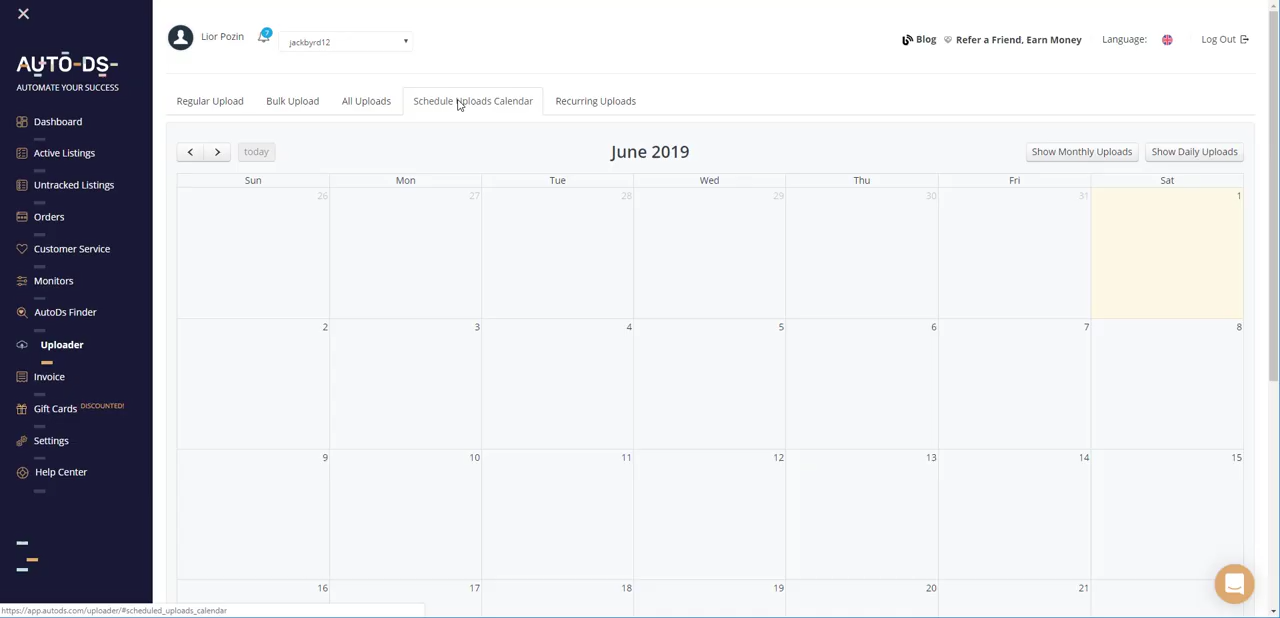 Lior Pozin
7
jackbyrd12
Blog
Refer a Friend, Earn Money
Language:
Log Out
AUTO-DS-
AUTOMATE YOUR SUCCESS
Dashboard
Active Listings
Untracked Listings
Orders
Customer Service
Monitors
AutoDs Finder
Uploader
Invoice
Gift Cards DISCOUNTED!
Settings
Help Center
Regular Upload
Bulk Upload
All Uploads
Schedule Uploads Calendar
Recurring Uploads
today
June 2019
Show Monthly Uploads
Show Daily Uploads
Sun Mon Tue Wed Thu Fri Sat
26 27 28 29 30 31 1
2 3 4 5 6 7 8
9 10 11 12 13 14 15
16 17 18 19 20 21
https://app.autods.com/uploader/#scheduled_uploads_calendar